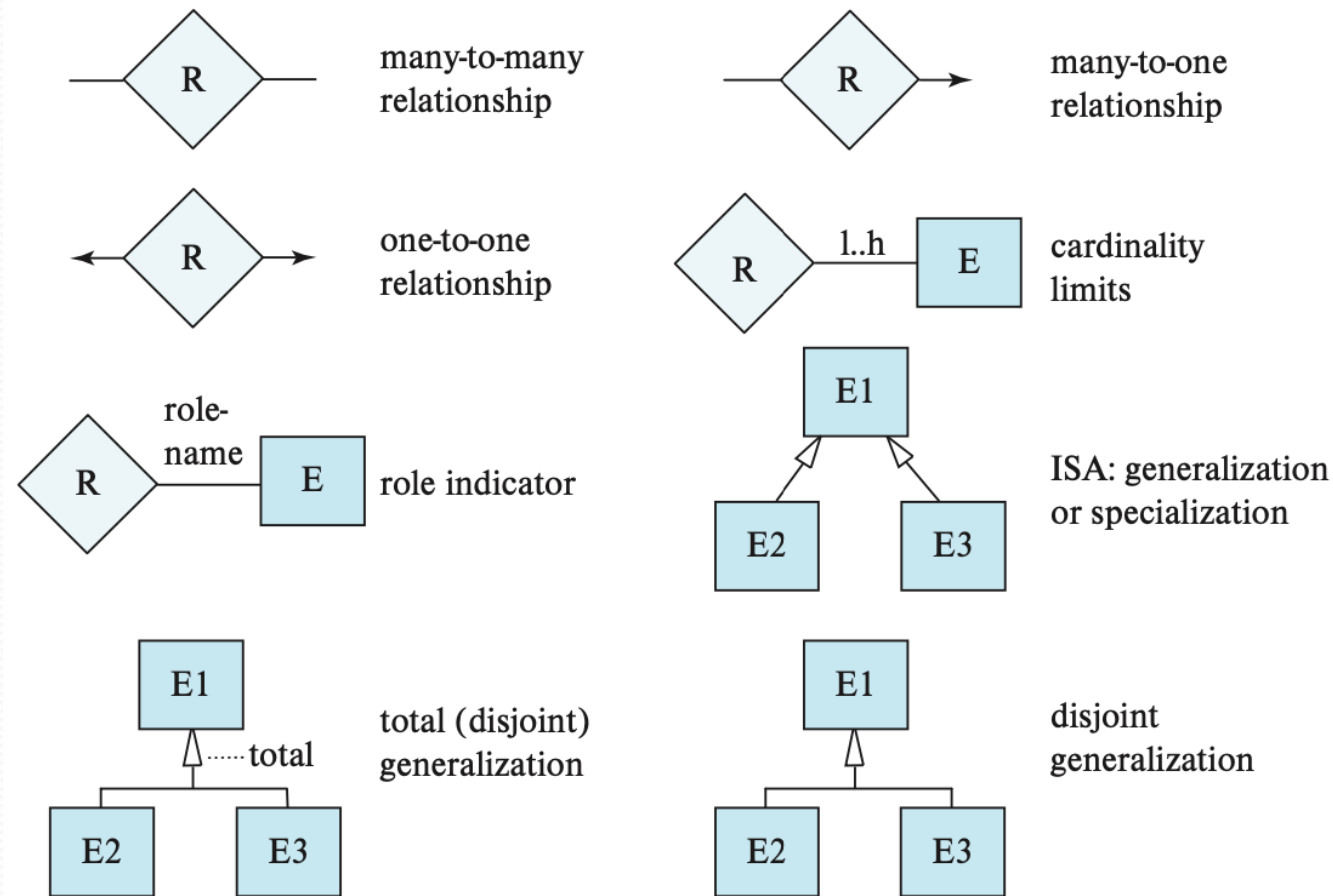 R
many-to-many
relationship
R
many-to-one
relationship
R
one-to-one
relationship
R
l..h
E
cardinality
limits
R
role-
name
E
role indicator
E1
E2
E3
ISA: generalization
or specialization
E1
total
E2
E3
total (disjoint)
generalization
E1
E2
E3
disjoint
generalization